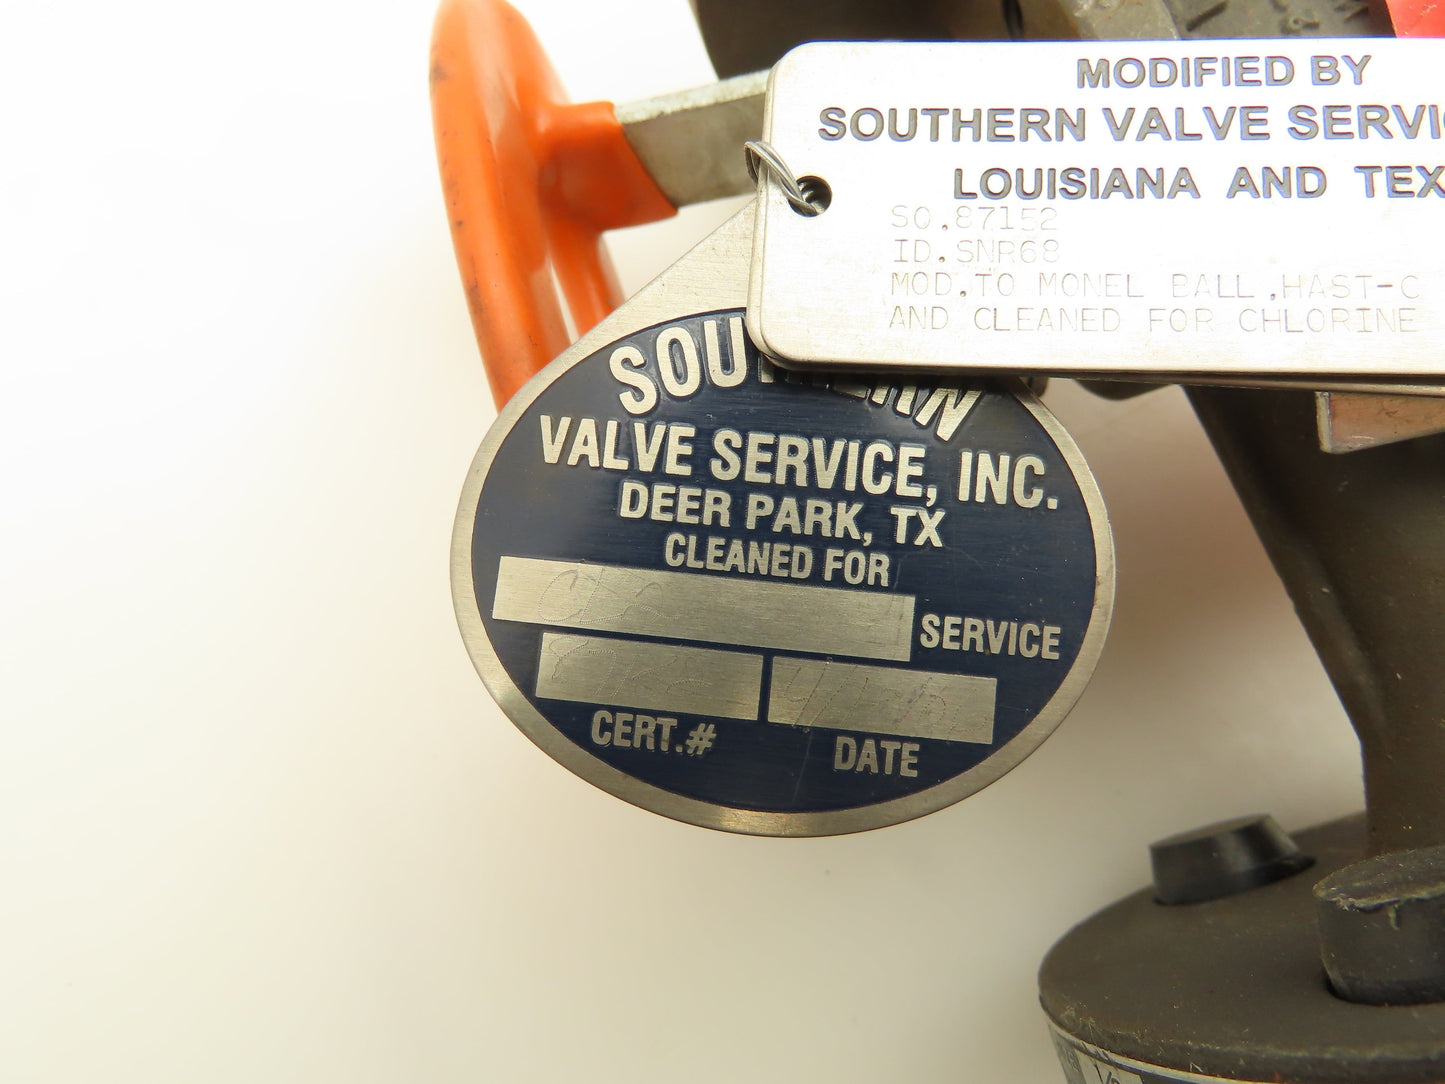 MODIFIED BY
SOUTHERN VALVE SERVIC
LOUISIANA AND TEX
SO.87152
ID.SNR68
MOD.TO MONEL BALL,HAST-C
AND CLEANED FOR CHLORINE
SOUTHERN
VALVE SERVICE, INC.
DEER PARK, TX
CLEANED FOR
SERVICE
CERT.#
DATE